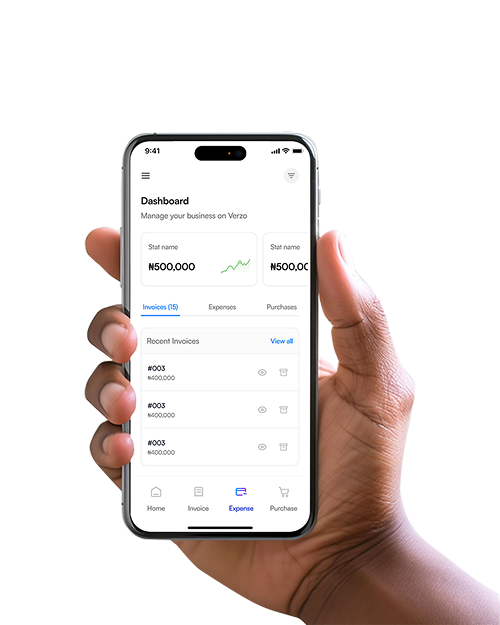 9:41
Dashboard
Manage your business on Verzo
Stat name
₦500,000
Stat name
₦500,00
Invoices (15)
Expenses
Purchases
Recent Invoices
View all
#003
₦400,000
#003
₦400,000
#003
₦400,000
Home
Invoice
Expense
Purchase